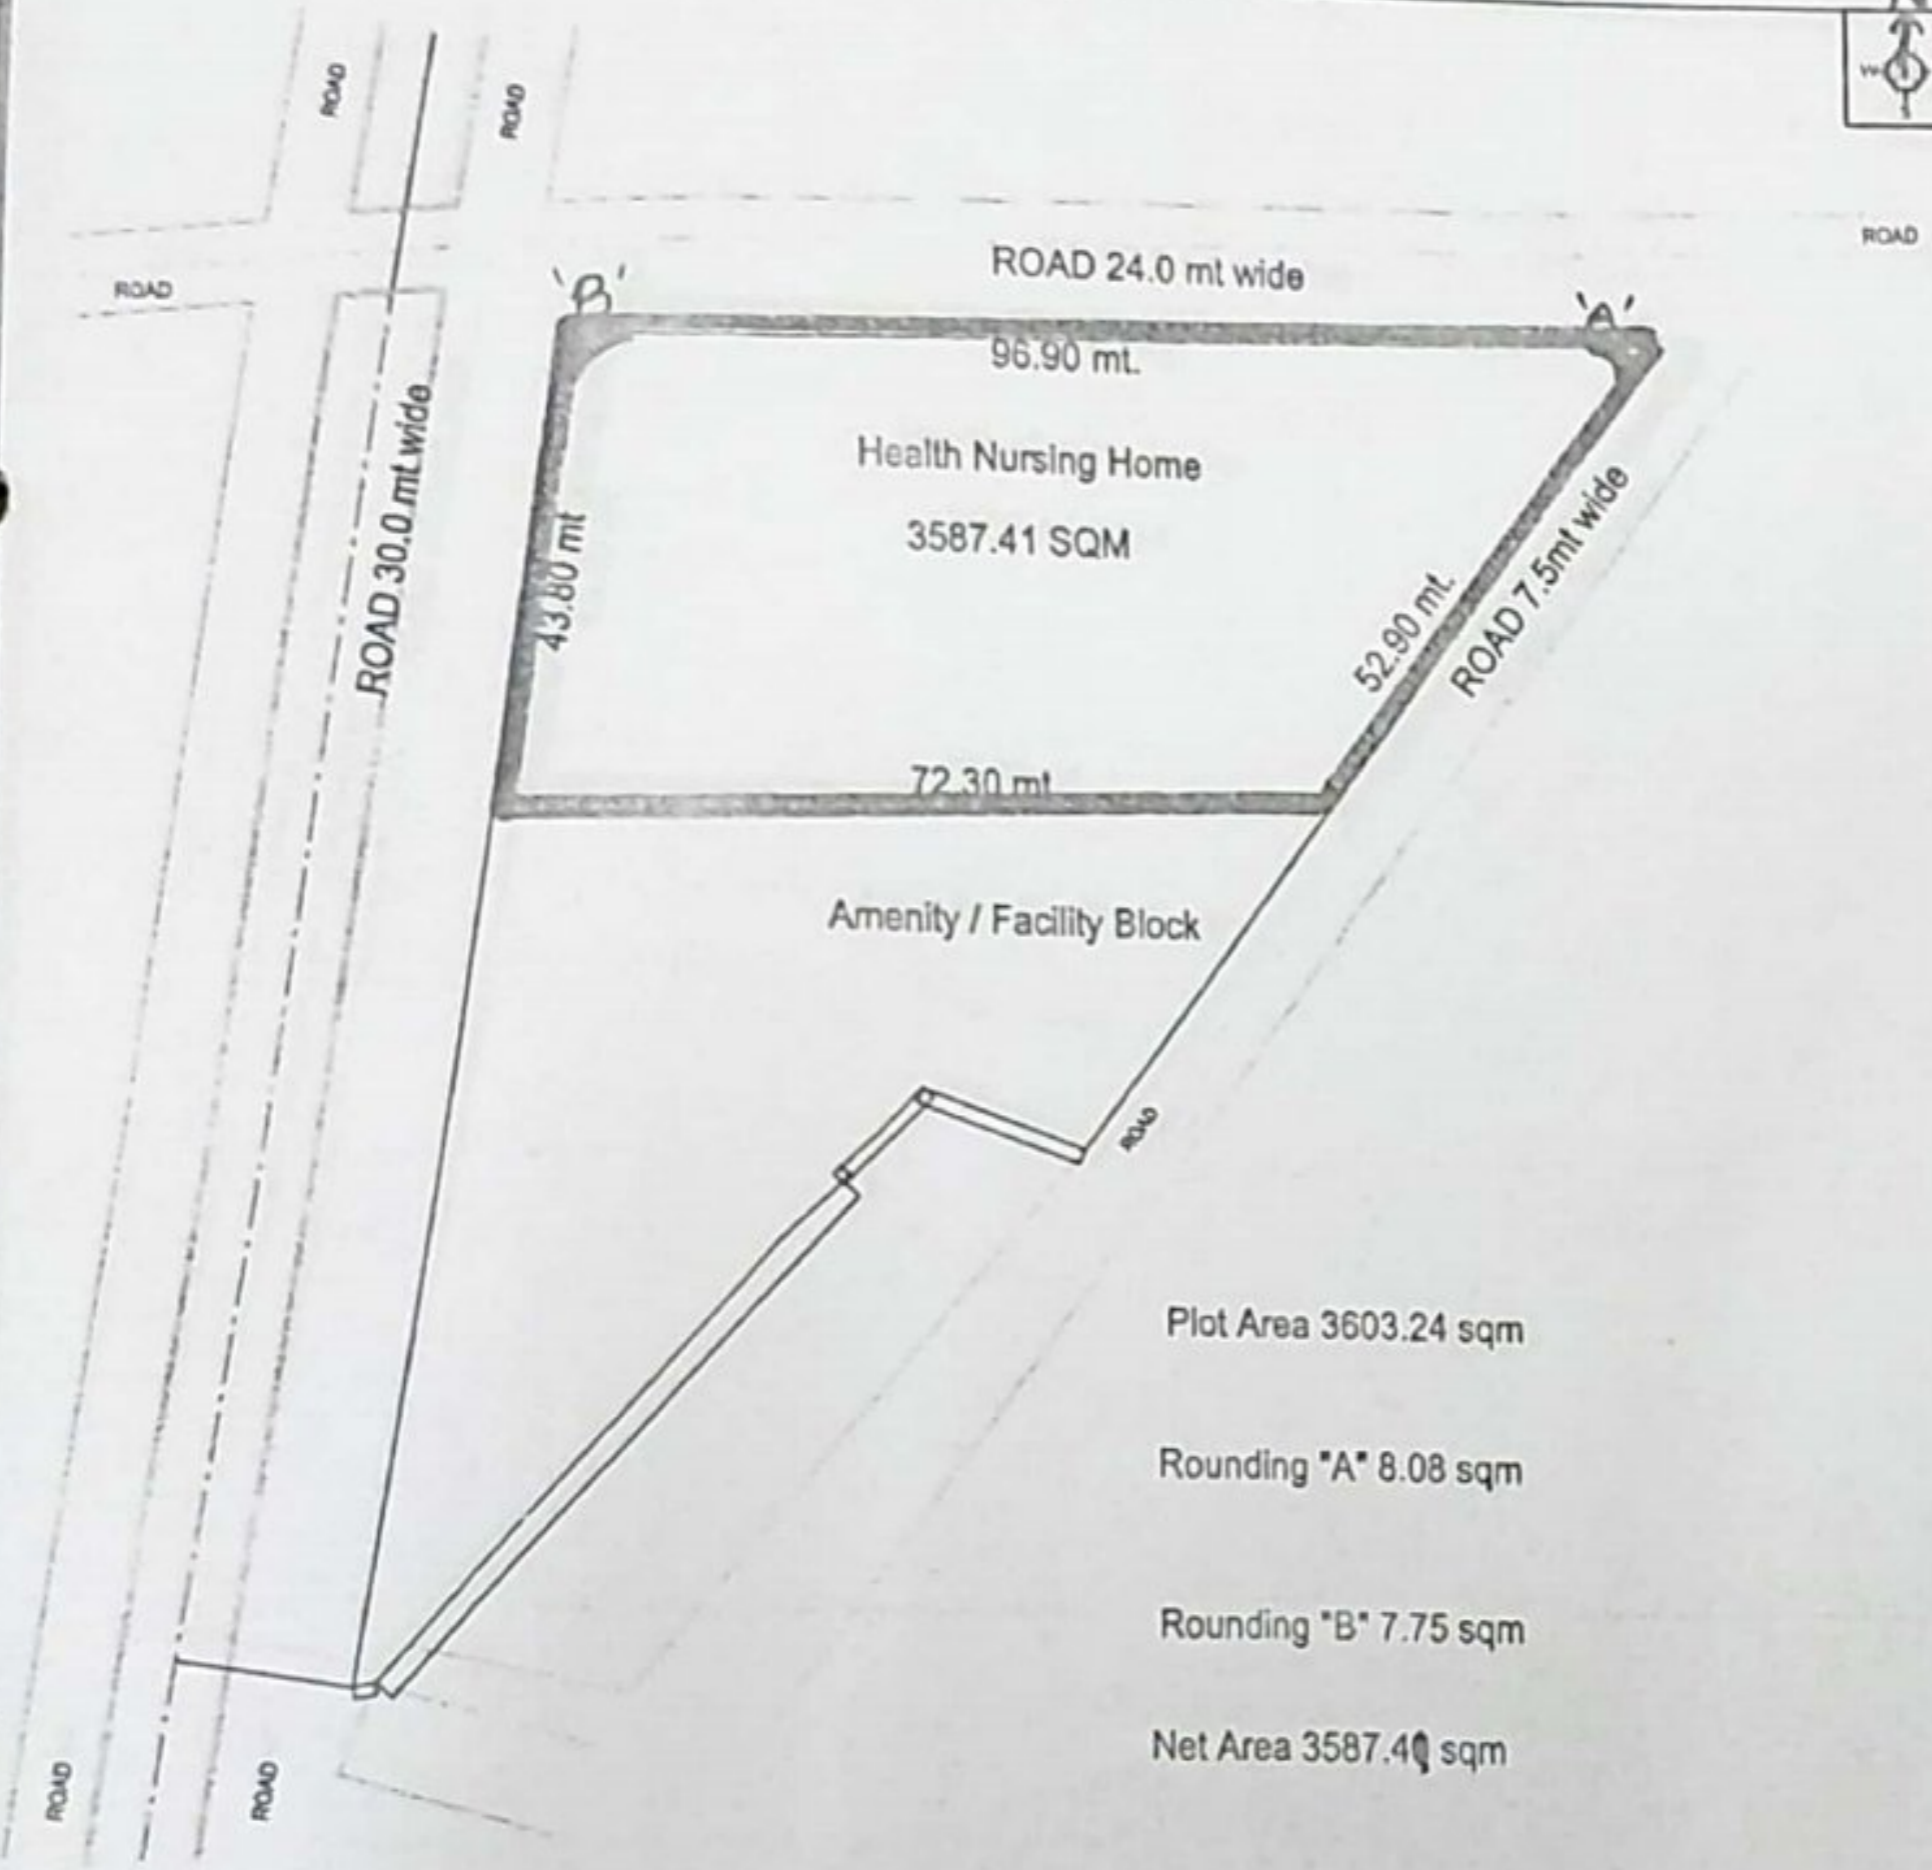 ROAD
ROAD
ROAD
ROAD
ROAD 24.0 mt wide
'B'
'A'
96.90 mt.
ROAD 30.0 mt wide
Health Nursing Home
3587.41 SQM
43.80 mt
52.90 mt.
ROAD 7.5mt wide
72.30 mt
Amenity / Facility Block
ROAD
Plot Area 3603.24 sqm
Rounding "A" 8.08 sqm
Rounding "B" 7.75 sqm
Net Area sqm
ROAD
ROAD